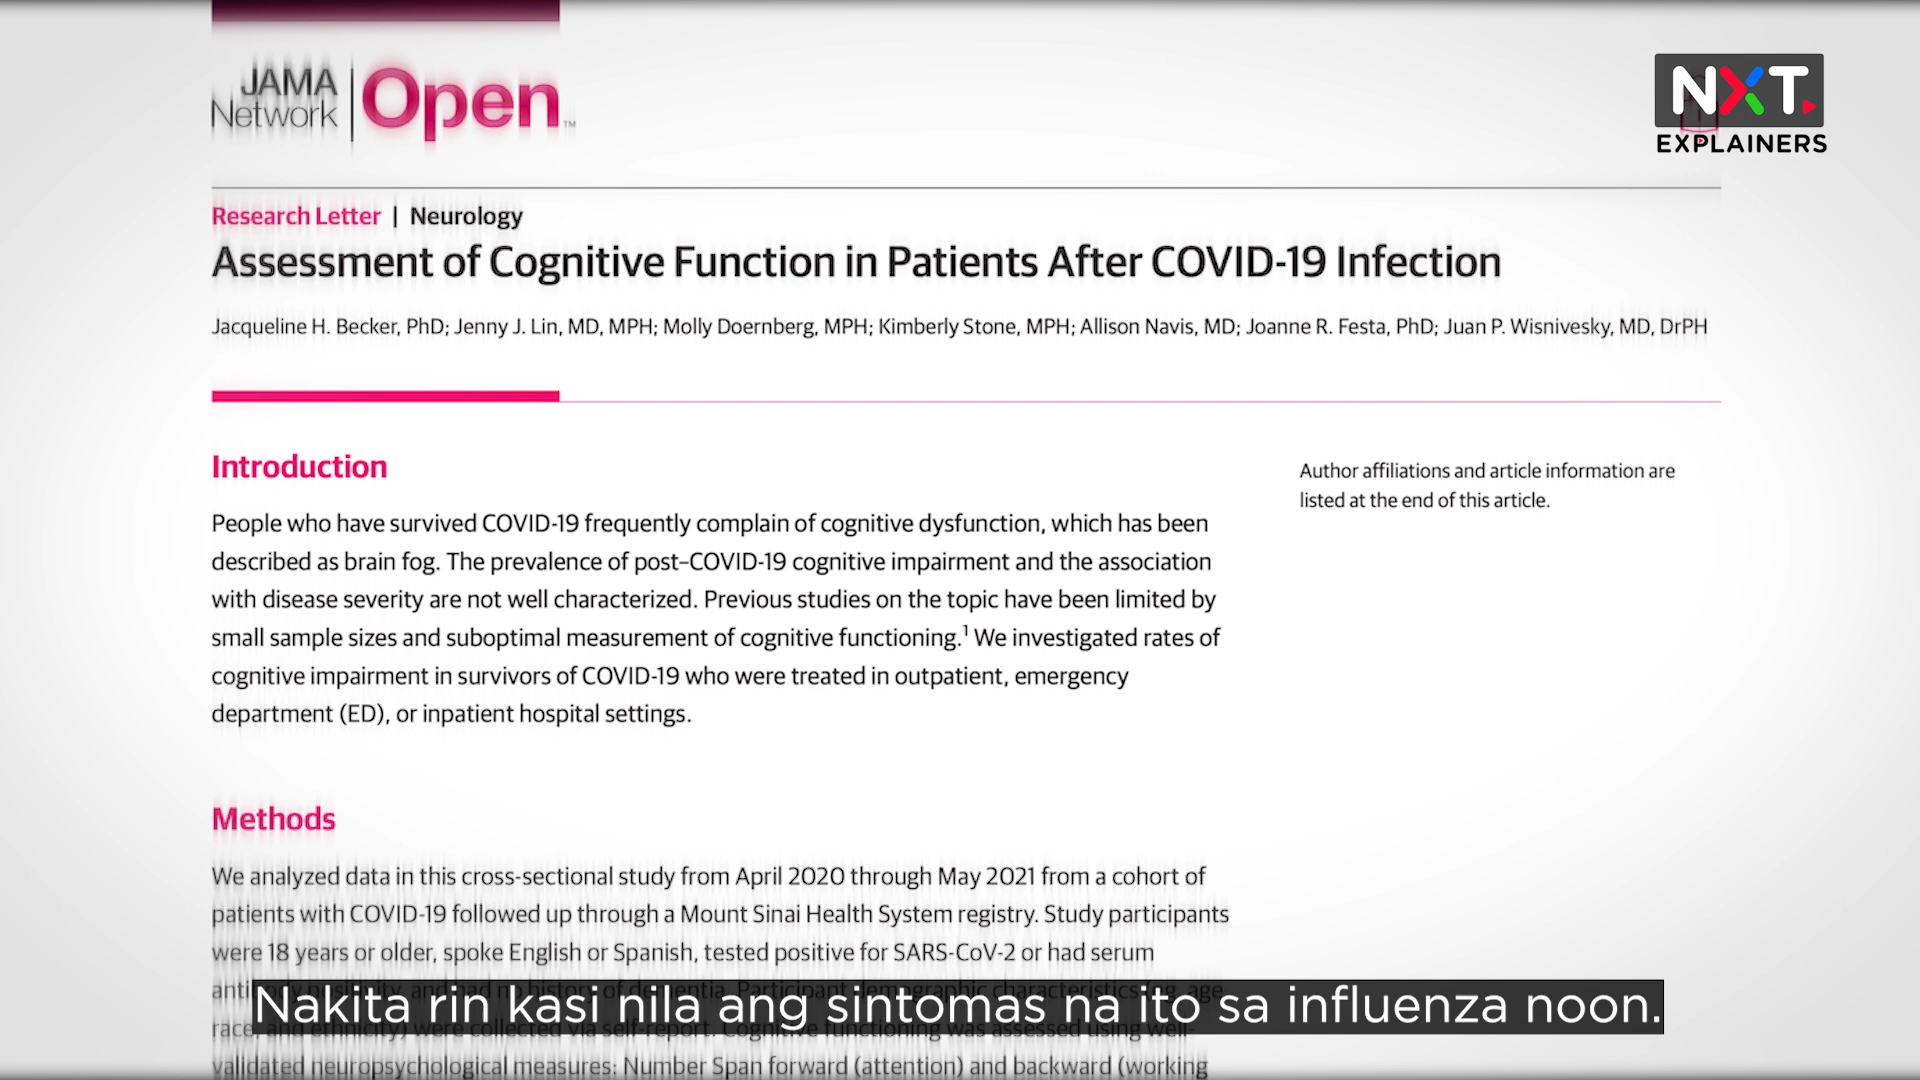 JAMA
Network
Open™
NXT
EXPLAINERS
Research Letter | Neurology
Assessment of Cognitive Function in Patients After COVID-19 Infection
Jacqueline H. Becker, PhD; Jenny J. Lin, MD, MPH; Molly Doernberg, MPH; Kimberly Stone, MPH; Allison Navis, MD; Joanne R. Festa, PhD; Juan P. Wisnivesky, MD, DrPH
Introduction
People who have survived COVID-19 frequently complain of cognitive dysfunction, which has been
described as brain fog. The prevalence of post–COVID-19 cognitive impairment and the association
with disease severity are not well characterized. Previous studies on the topic have been limited by
small sample sizes and suboptimal measurement of cognitive functioning.1 We investigated rates of
cognitive impairment in survivors of COVID-19 who were treated in outpatient, emergency
department (ED), or inpatient hospital settings.
Author affiliations and article information are
listed at the end of this article.
Methods
We analyzed data in this cross-sectional study from April 2020 through May 2021 from a cohort of
patients with COVID-19 followed up through a Mount Sinai Health System registry. Study participants
were 18 years or older, spoke English or Spanish, tested positive for SARS-CoV-2 or had serum
Nakita rin kasi nila ang sintomas na ito sa influenza noon.
validated neuropsychological measures: Number Span forward (attention) and backward (working